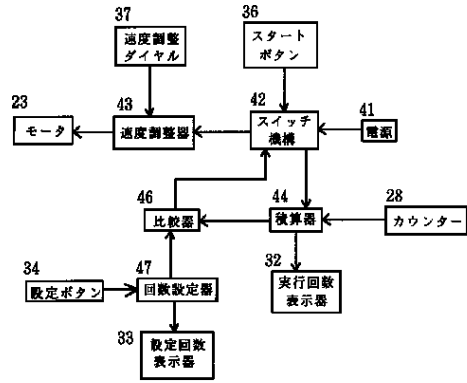 37
速度調整
ダイヤル
36
スタート
ボタン
23
モータ
43
速度調整器
42
スイッチ
機構
41
電源
46
比較器
44
積算器
28
カウンター
34
設定ボタン
47
回数設定器
32
実行回数
表示器
33
設定回数
表示器